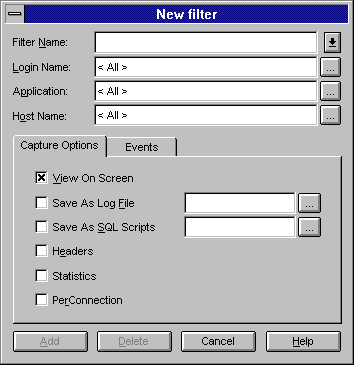 New filter
Filter Name:
Login Name: < All > ...
Application: < All > ...
Host Name: < All > ...
Capture Options Events
View On Screen
Save As Log File ...
Save As SQL Scripts ...
Headers
Statistics
PerConnection
Add Delete Cancel Help